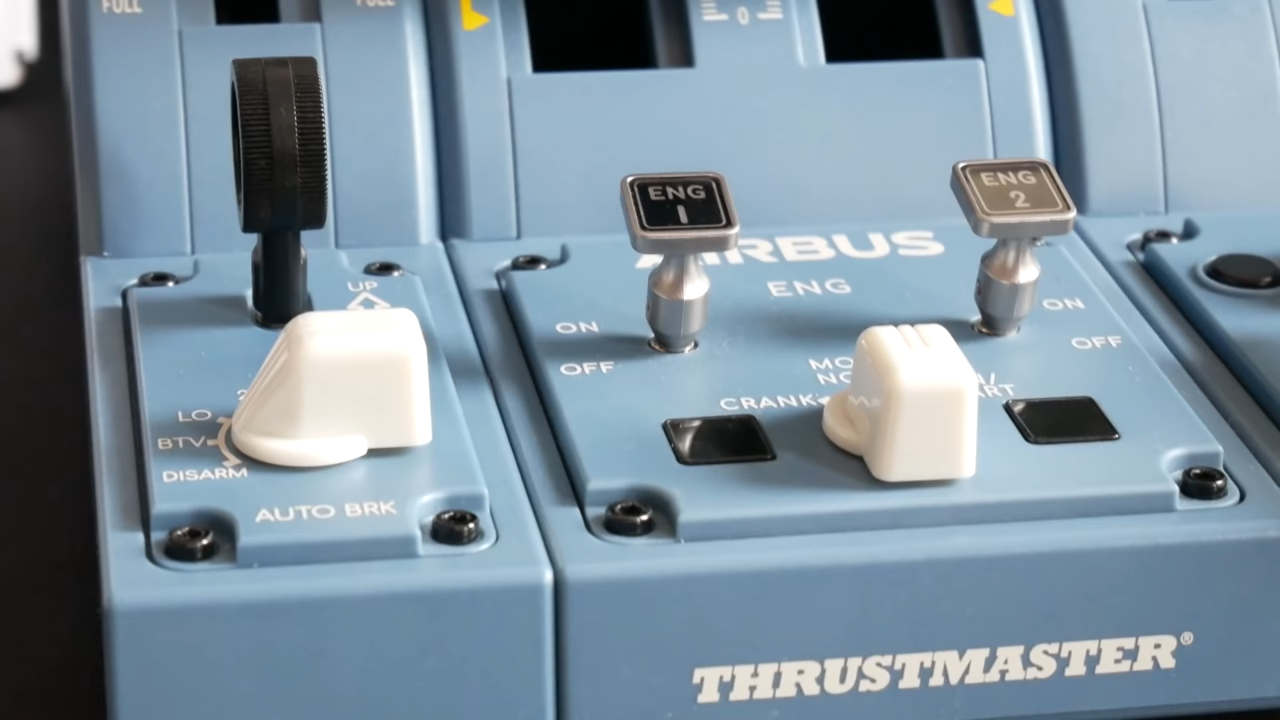 FULL
FULL
0
ENG
1
ENG
2
AIRBUS
ENG
UP
ON
OFF
ON
OFF
CRANK
LO
BTV
DISARM
AUTO BRK
THRUSTMASTER®